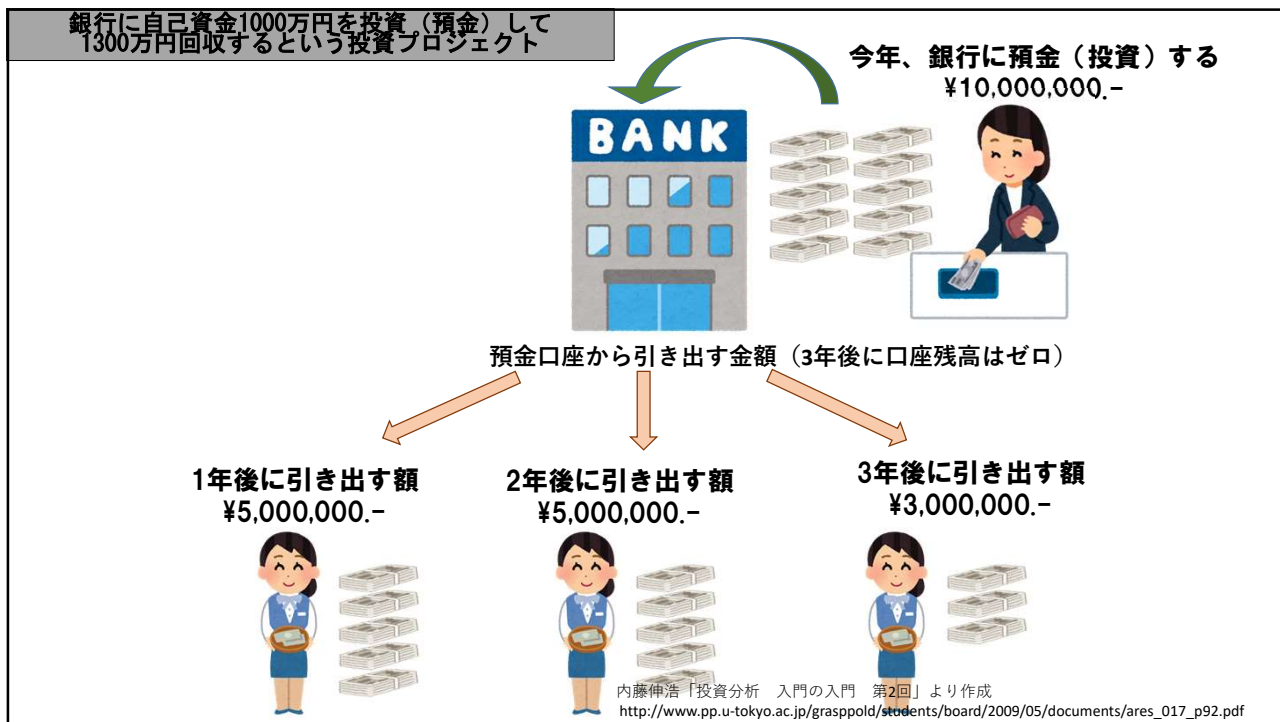 銀行に自己資金1000万円を投資（預金）して
1300万円回収するという投資プロジェクト
今年、銀行に預金（投資）する
¥10,000,000.-
BANK
預金口座から引き出す金額（3年後に口座残高はゼロ）
1年後に引き出す額
¥5,000,000.-
2年後に引き出す額
¥5,000,000.-
3年後に引き出す額
¥3,000,000.-
内藤伸浩「投資分析　入門の入門　第2回」より作成
http://www.pp.u-tokyo.ac.jp/grasppold/students/board/2009/05/documents/ares_017_p92.pdf